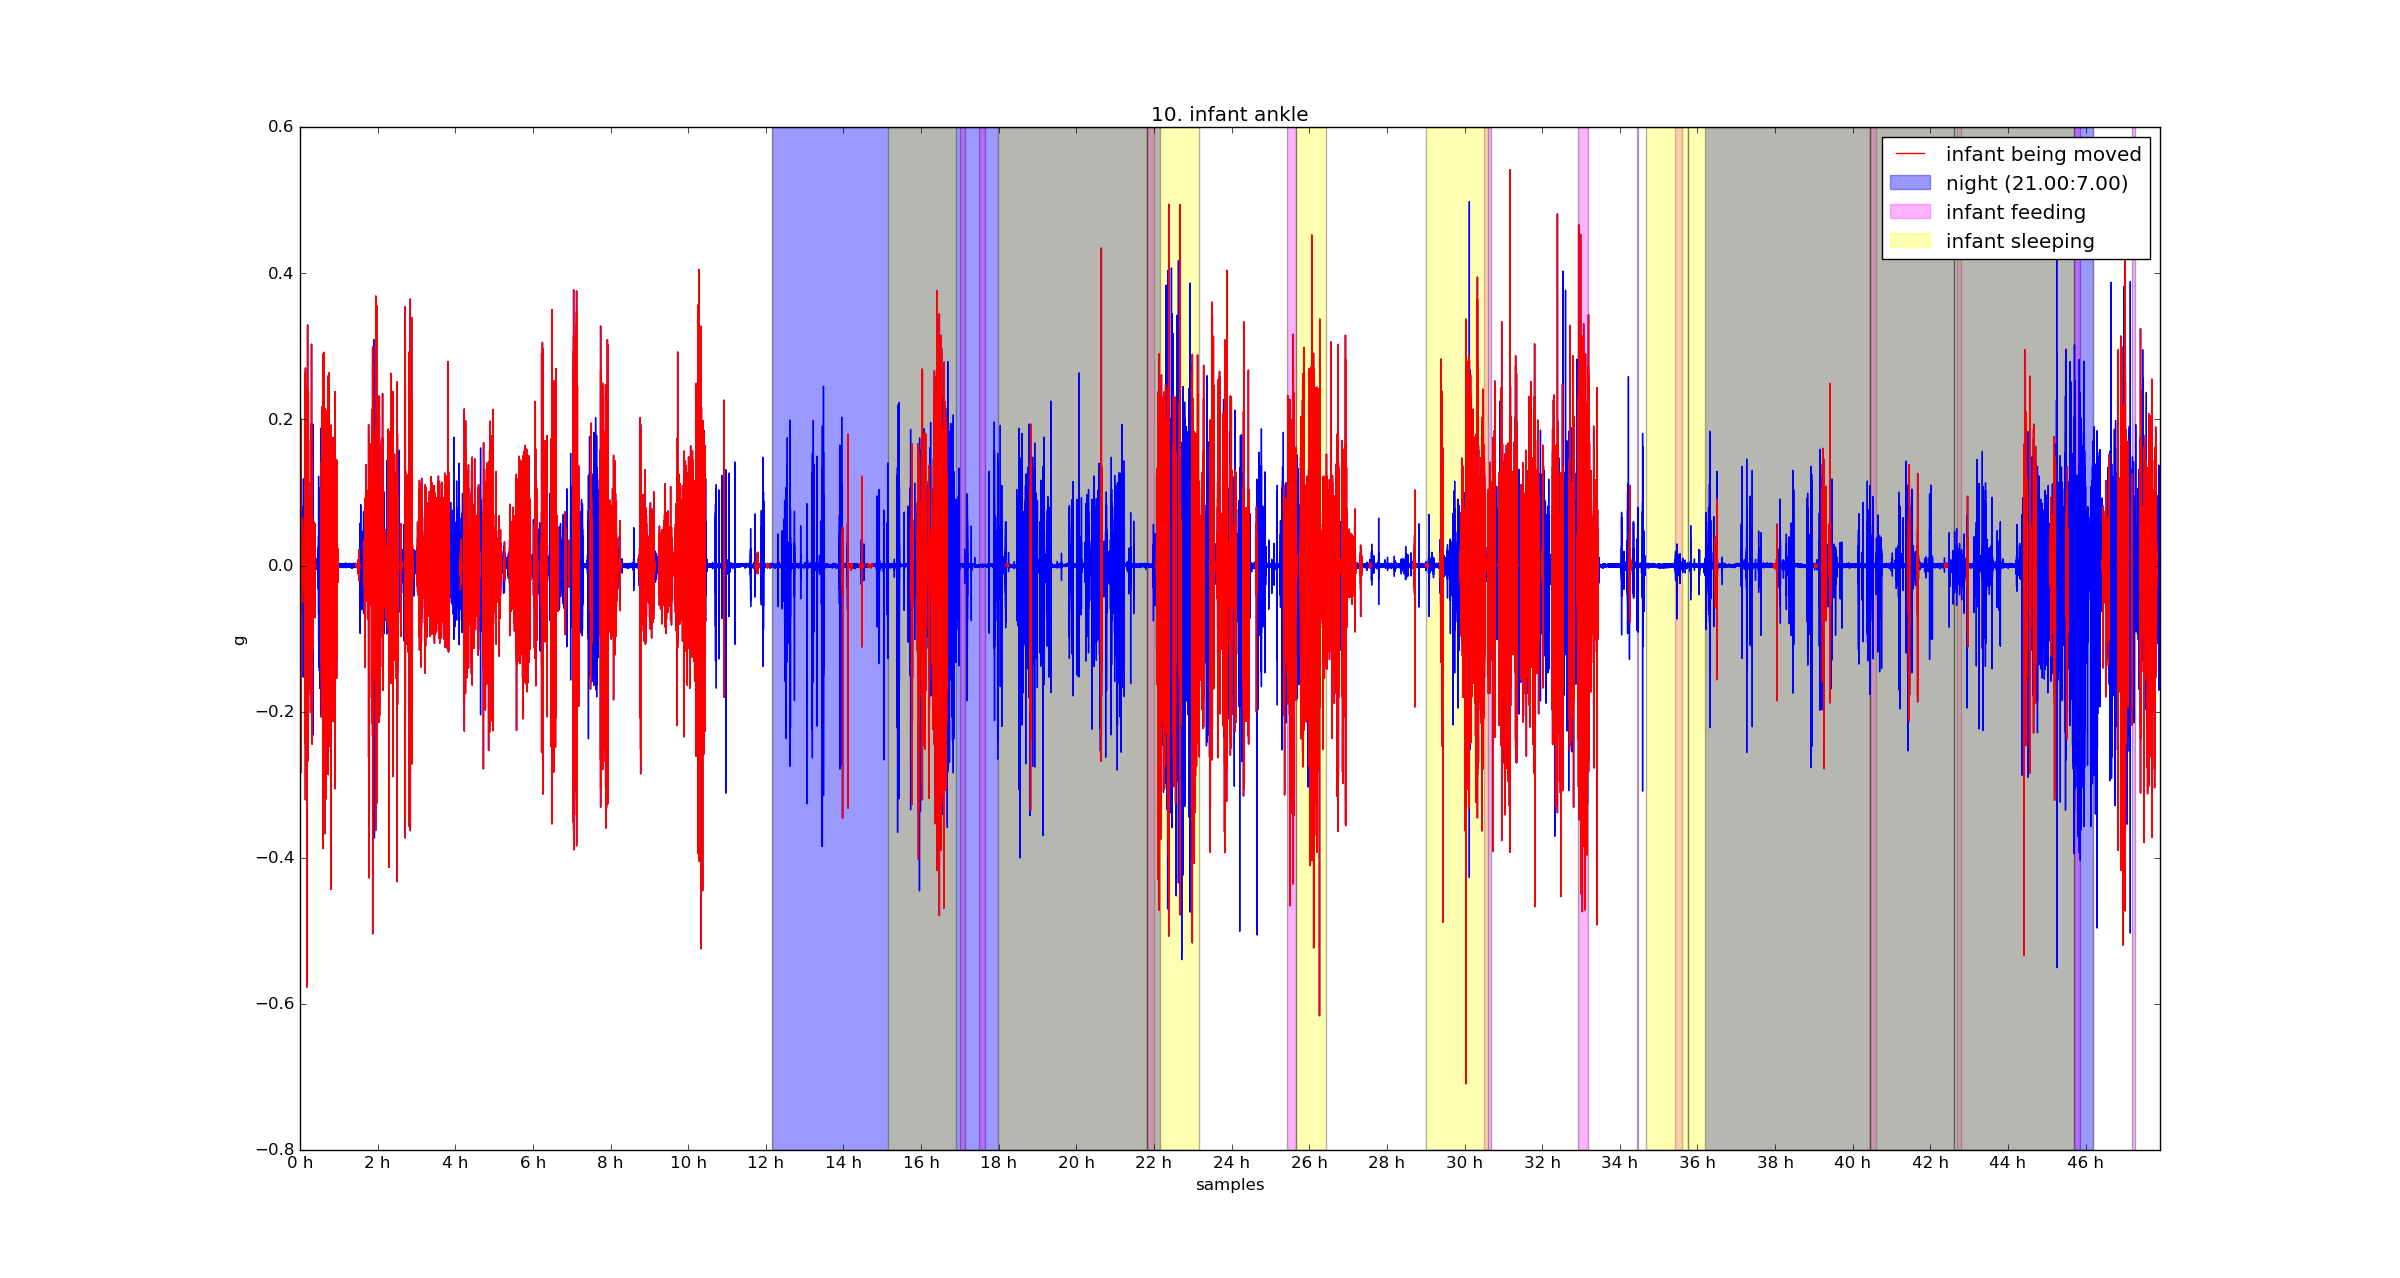 10. infant ankle
0.6
0.4
0.2
0.0
−0.2
−0.4
−0.6
−0.8
g
infant being moved
night (21.00:7.00)
infant feeding
infant sleeping
0 h 2 h 4 h 6 h 8 h 10 h 12 h 14 h 16 h 18 h 20 h 22 h 24 h 26 h 28 h 30 h 32 h 34 h 36 h 38 h 40 h 42 h 44 h 46 h
samples